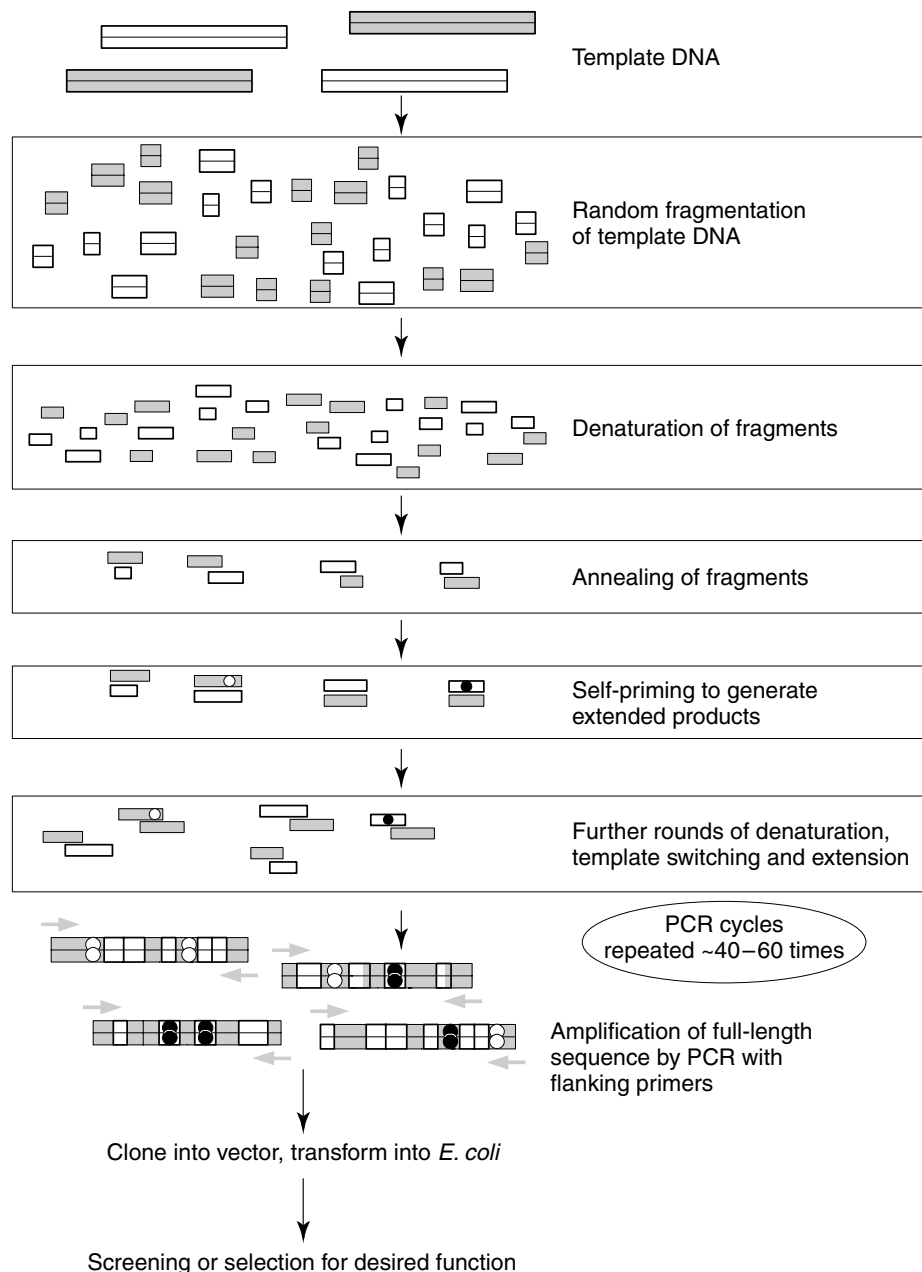 Template DNA
Random fragmentation
of template DNA
Denaturation of fragments
Annealing of fragments
Self-priming to generate
extended products
Further rounds of denaturation,
template switching and extension
PCR cycles
repeated ~40–60 times
Amplification of full-length
sequence by PCR with
flanking primers
Clone into vector, transform into E. coli
Screening or selection for desired function